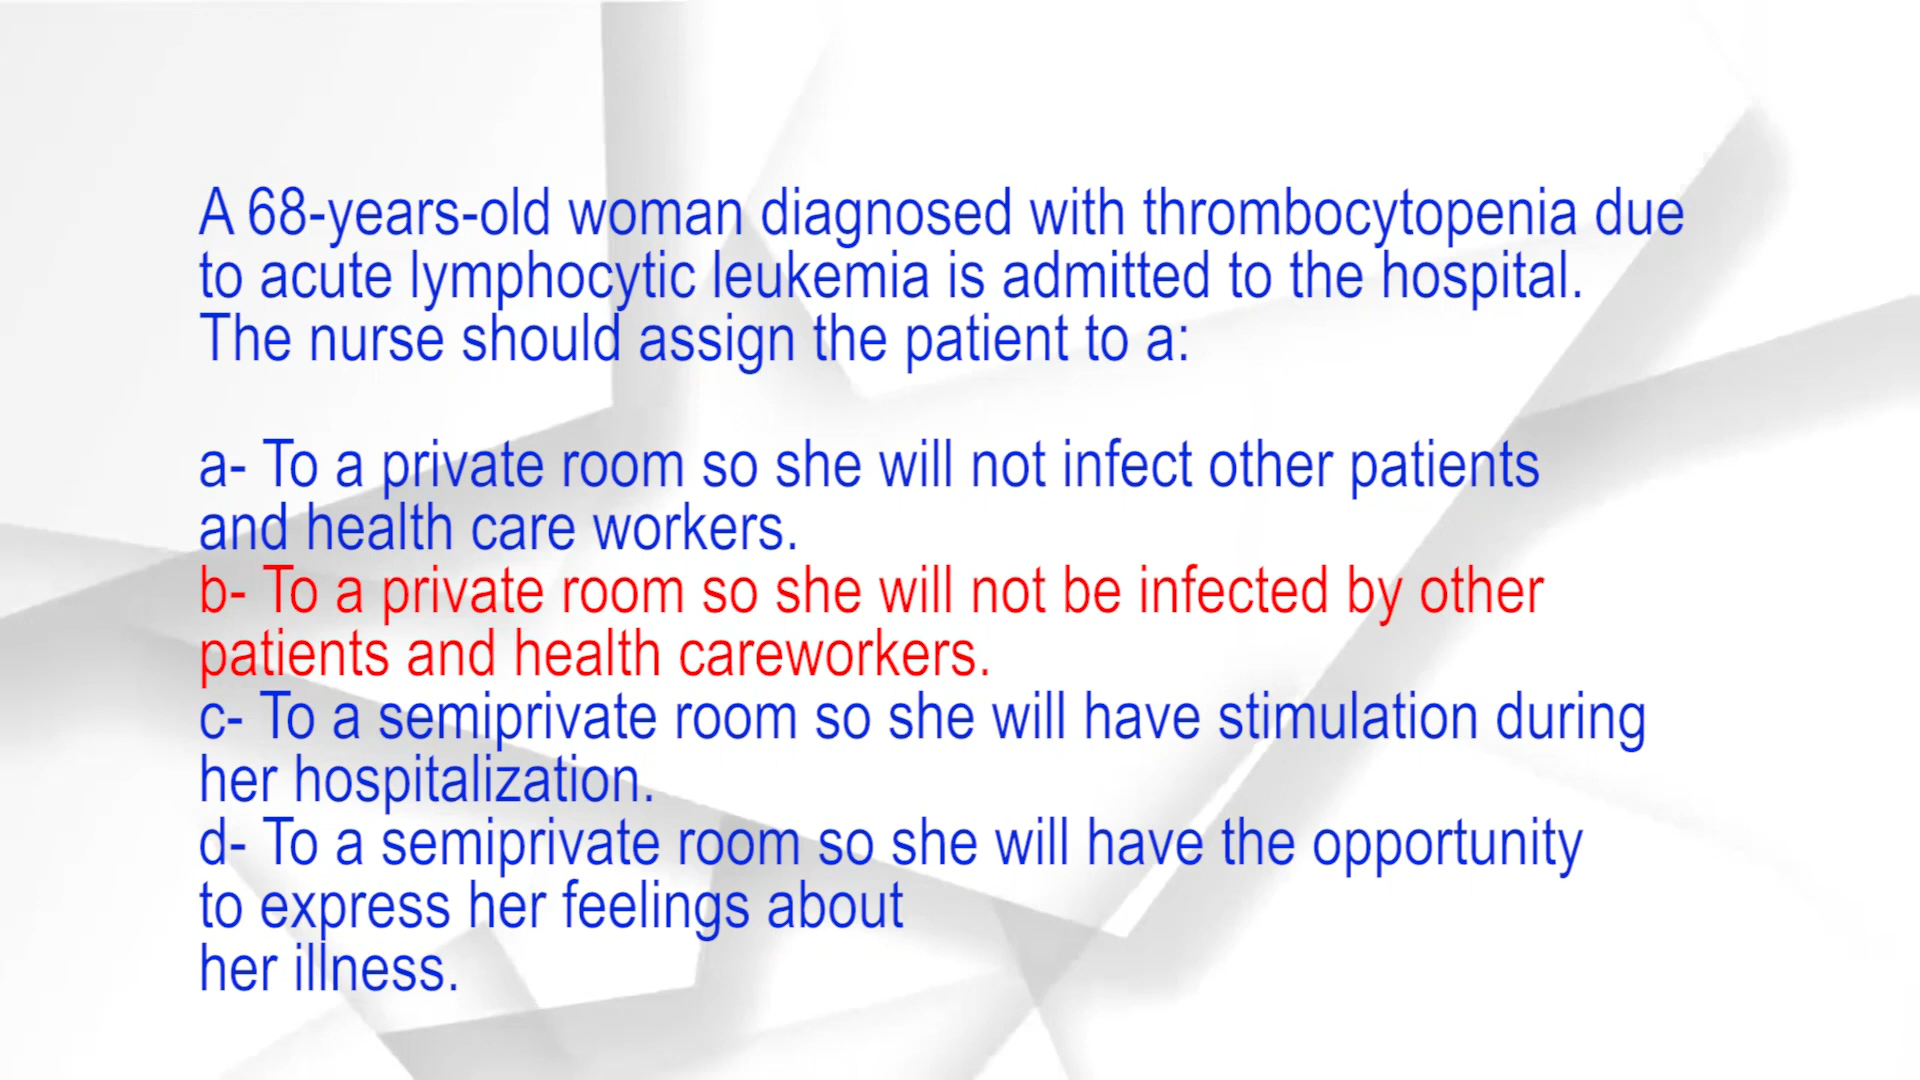 A 68-years-old woman diagnosed with thrombocytopenia due
to acute lymphocytic leukemia is admitted to the hospital.
The nurse should assign the patient to a:
a- To a private room so she will not infect other patients
and health care workers.
b- To a private room so she will not be infected by other
patients and health careworkers.
c- To a semiprivate room so she will have stimulation during
her hospitalization.
d- To a semiprivate room so she will have the opportunity
to express her feelings about
her illness.